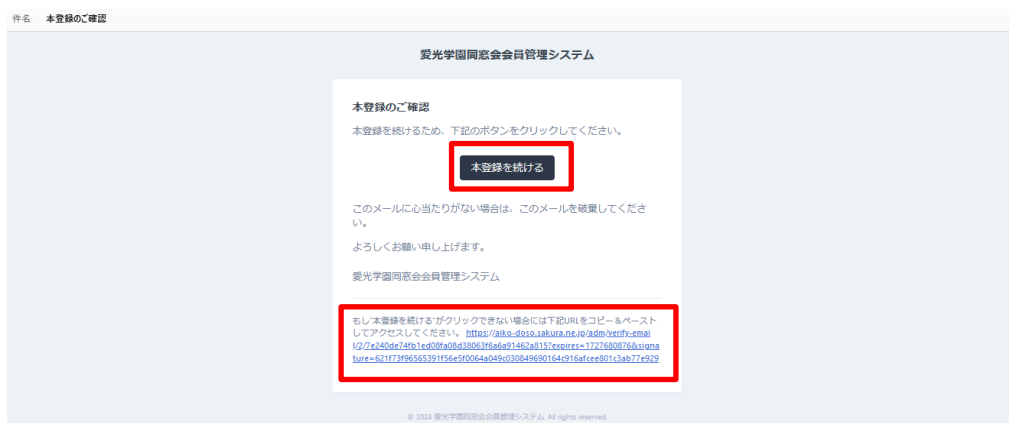 件名 本登録のご確認
愛光学園同窓会会員管理システム
本登録のご確認
本登録を続けるため、下記のボタンをクリックしてください。
本登録を続ける
このメールに心当たりがない場合は、このメールを破棄してくださ
い。
よろしくお願い申し上げます。
愛光学園同窓会会員管理システム
もし"本登録を続ける"がクリックできない場合には下記URLをコピー＆ペースト
してアクセスしてください。 https://aiko-doso.sakura.ne.jp/adm/verify-emai
l/2/7e240de74fb1ed08fa08d38063f6a6a91462a815?expires=1727680876&signa
ture=621f73f96565391f56e5f0064a049c030849690164c916afcee801c3ab77e929
© 2024 愛光学園同窓会会員管理システム. All rights reserved.